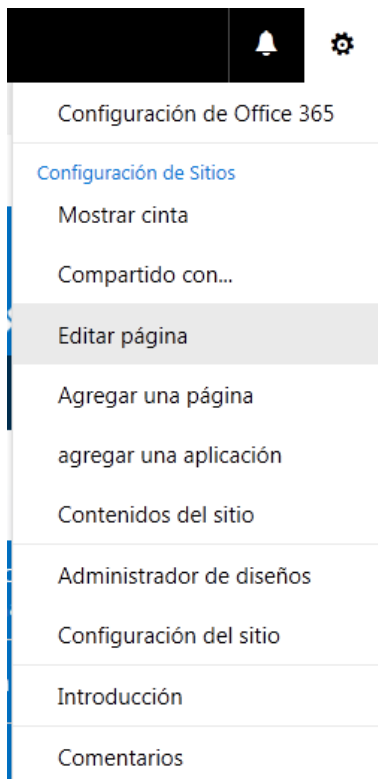 Configuración de Office 365
Configuración de Sitios
Mostrar cinta
Compartido con...
Editar página
Agregar una página
agregar una aplicación
Contenidos del sitio
Administrador de diseños
Configuración del sitio
Introducción
Comentarios